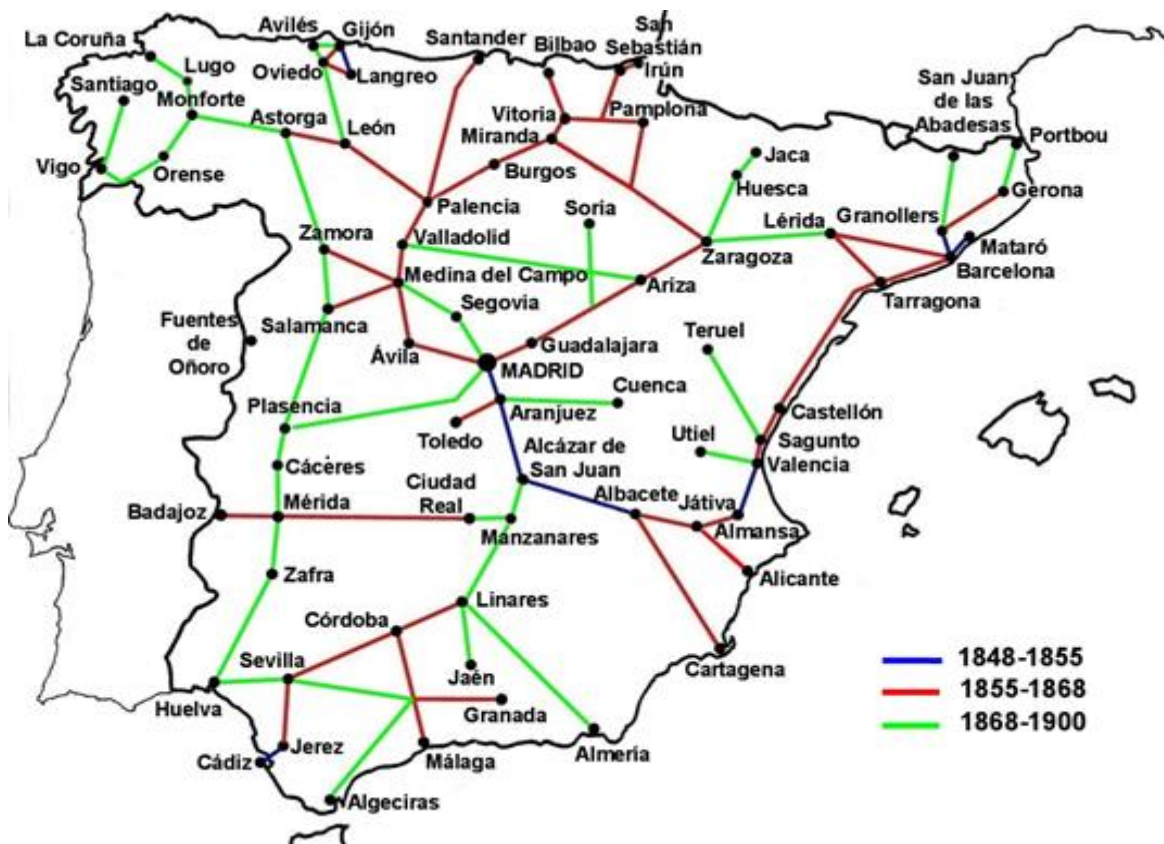 Avilés
Gijón
La Coruña
Santander
Bilbao
San
Sebastián
Irún
Lugo
Oviedo
Langreo
San Juan
de las
Abadesas
Santiago
Monforte
Vitoria
Pamplona
Portbou
Astorga
León
Miranda
Jaca
Vigo
Orense
Burgos
Huesca
Gerona
Palencia
Soria
Lérida
Granollers
Zamora
Valladolid
Zaragoza
Mataró
Barcelona
Medina del Campo
Ariza
Tarragona
Segovia
Fuentes
de
Oñoro
Salamanca
Teruel
Ávila
Guadalajara
MADRID
Cuenca
Plasencia
Aranjuez
Castellón
Toledo
Alcázar de
San Juan
Utiel
Sagunto
Valencia
Cáceres
Ciudad
Real
Albacete
Játiva
Badajoz
Mérida
Manzanares
Almansa
Zafra
Alicante
Linares
Córdoba
Cartagena
1848-1855
Sevilla
Jaén
1855-1868
Huelva
Granada
1868-1900
Cádiz
Jerez
Málaga
Almería
Algeciras